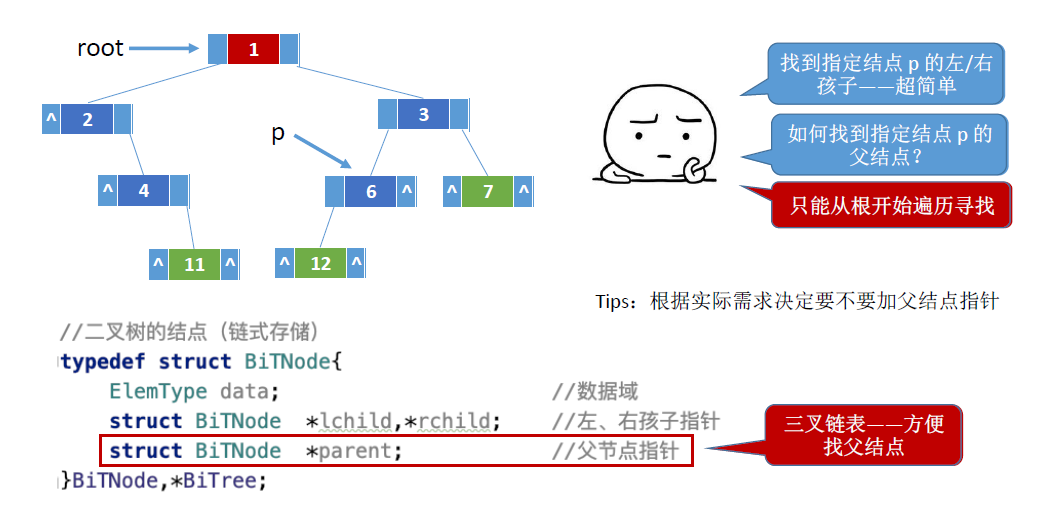 root
1
^ 2
3
p
^ 4
6 ^
^ 7 ^
^ 11 ^
^ 12 ^
找到指定结点 p 的左/右
孩子——超简单
如何找到指定结点 p 的
父结点？
只能从根开始遍历寻找
Tips：根据实际需求决定要不要加父结点指针
//二叉树的结点（链式存储）
typedef struct BiTNode{
ElemType data; //数据域
struct BiTNode *lchild,*rchild; //左、右孩子指针
struct BiTNode *parent; //父节点指针
}BiTNode,*BiTree;
三叉链表——方便
找父结点